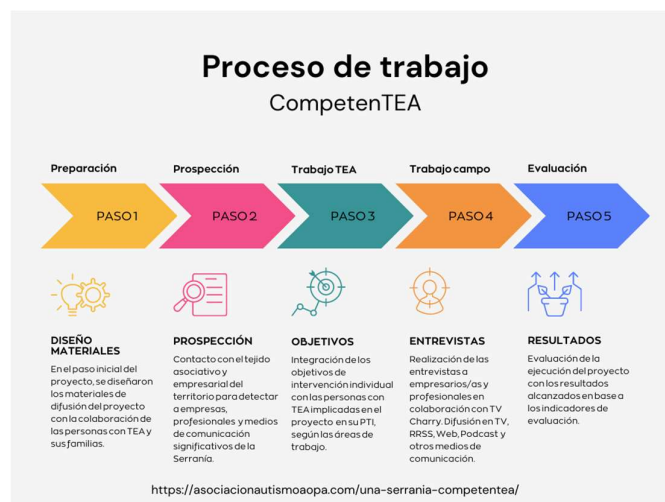 Proceso de trabajo
CompetenTEA
Preparación
Prospección
Trabajo TEA
Trabajo campo
Evaluación
PASO 1
PASO 2
PASO 3
PASO 4
PASO 5
DISEÑO
MATERIALES
En el paso inicial del
proyecto, se diseñaron
los materiales de
difusión del proyecto
con la colaboración de
las personas con TEA y
sus familias.
PROSPECCIÓN
Contacto con el tejido
asociativo y
empresarial del
territorio para detectar
a empresas,
profesionales y medios
de comunicación
significativos de la
Serranía.
OBJETIVOS
Integración de los
objetivos de
intervención individual
con las personas con
TEA implicadas en el
proyecto en su PTI,
según las áreas de
trabajo.
ENTREVISTAS
Realización de las
entrevistas a
empresarios/as y
profesionales en
colaboración con TV
Charry. Difusión en TV,
RRSS, Web, Podcast y
otros medios de
comunicación.
RESULTADOS
Evaluación de la
ejecución del proyecto
con los resultados
alcanzados en base a
los indicadores de
evaluación.
https://asociacionautismoaopa.com/una-serrania-competentea/